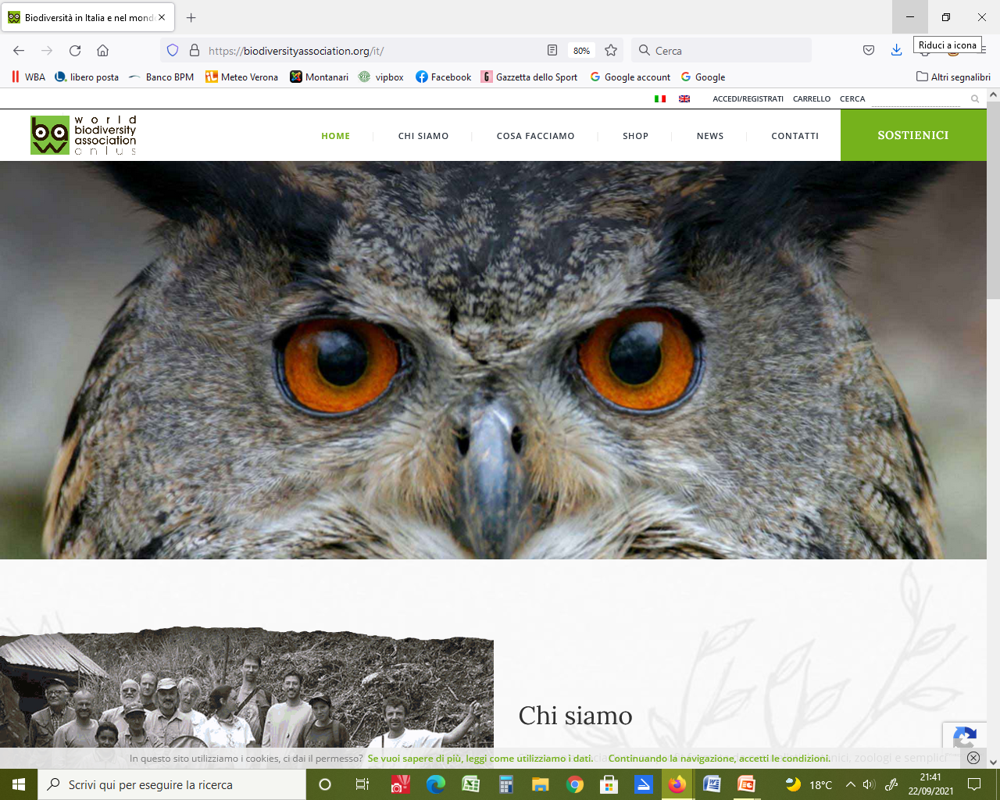 Biodiversità in Italia e nel mond
Riduci a icona
https://biodiversityassociation.org/it/
80%
Cerca
WBA
libero posta
Banco BPM
Meteo Verona
Montanari
vipbox
Facebook
Gazzetta dello Sport
Google account
Google
Altri segnalibri
ACCEDI/REGISTRATI
CARRELLO
CERCA
world
biodiversity
association
onlus
HOME
CHI SIAMO
COSA FACCIAMO
SHOP
NEWS
CONTATTI
SOSTIENICI
Chi siamo
In questo sito utilizziamo i cookies, ci dai il permesso? Se vuoi sapere di più, leggi come utilizziamo i dati. Continuando la navigazione, accetti le condizioni.
zoologi e semplici
Scrivi qui per eseguire la ricerca
18°C
21:41
22/09/2021